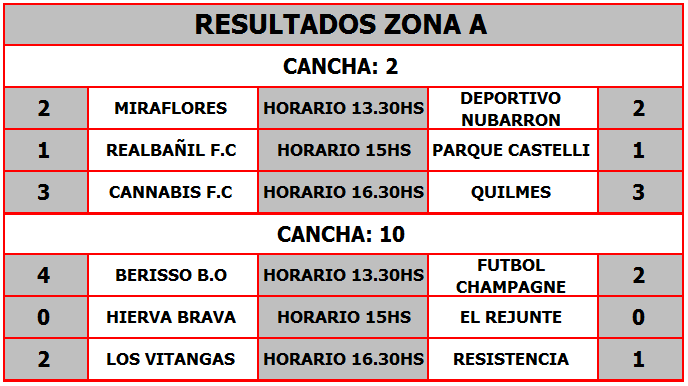 RESULTADOS ZONA A
CANCHA: 2
2 MIRAFLORES HORARIO 13.30HS DEPORTIVO NUBARRON 2
1 REALBAÑIL F.C HORARIO 15HS PARQUE CASTELLI 1
3 CANNABIS F.C HORARIO 16.30HS QUILMES 3
CANCHA: 10
4 BERISSO B.O HORARIO 13.30HS FUTBOL CHAMPAGNE 2
0 HIERVA BRAVA HORARIO 15HS EL REJUNTE 0
2 LOS VITANGAS HORARIO 16.30HS RESISTENCIA 1